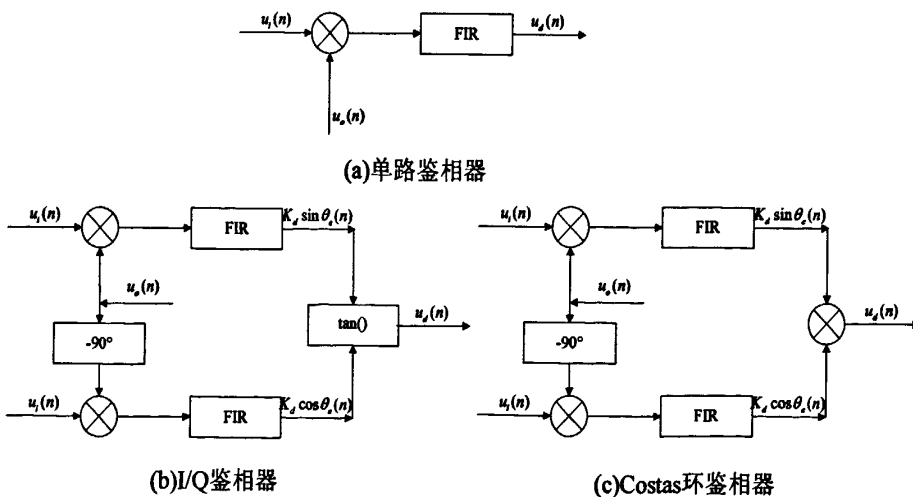 u_i(n)
FIR
u_d(n)
u_o(n)
(a)单路鉴相器
u_i(n)
FIR
K_d sinθ_e(n)
u_o(n)
-90°
tan()
u_d(n)
u_i(n)
FIR
K_d cosθ_e(n)
(b)I/Q鉴相器
u_i(n)
FIR
K_d sinθ_e(n)
u_o(n)
-90°
u_d(n)
u_i(n)
FIR
K_d cosθ_e(n)
(c)Costas环鉴相器